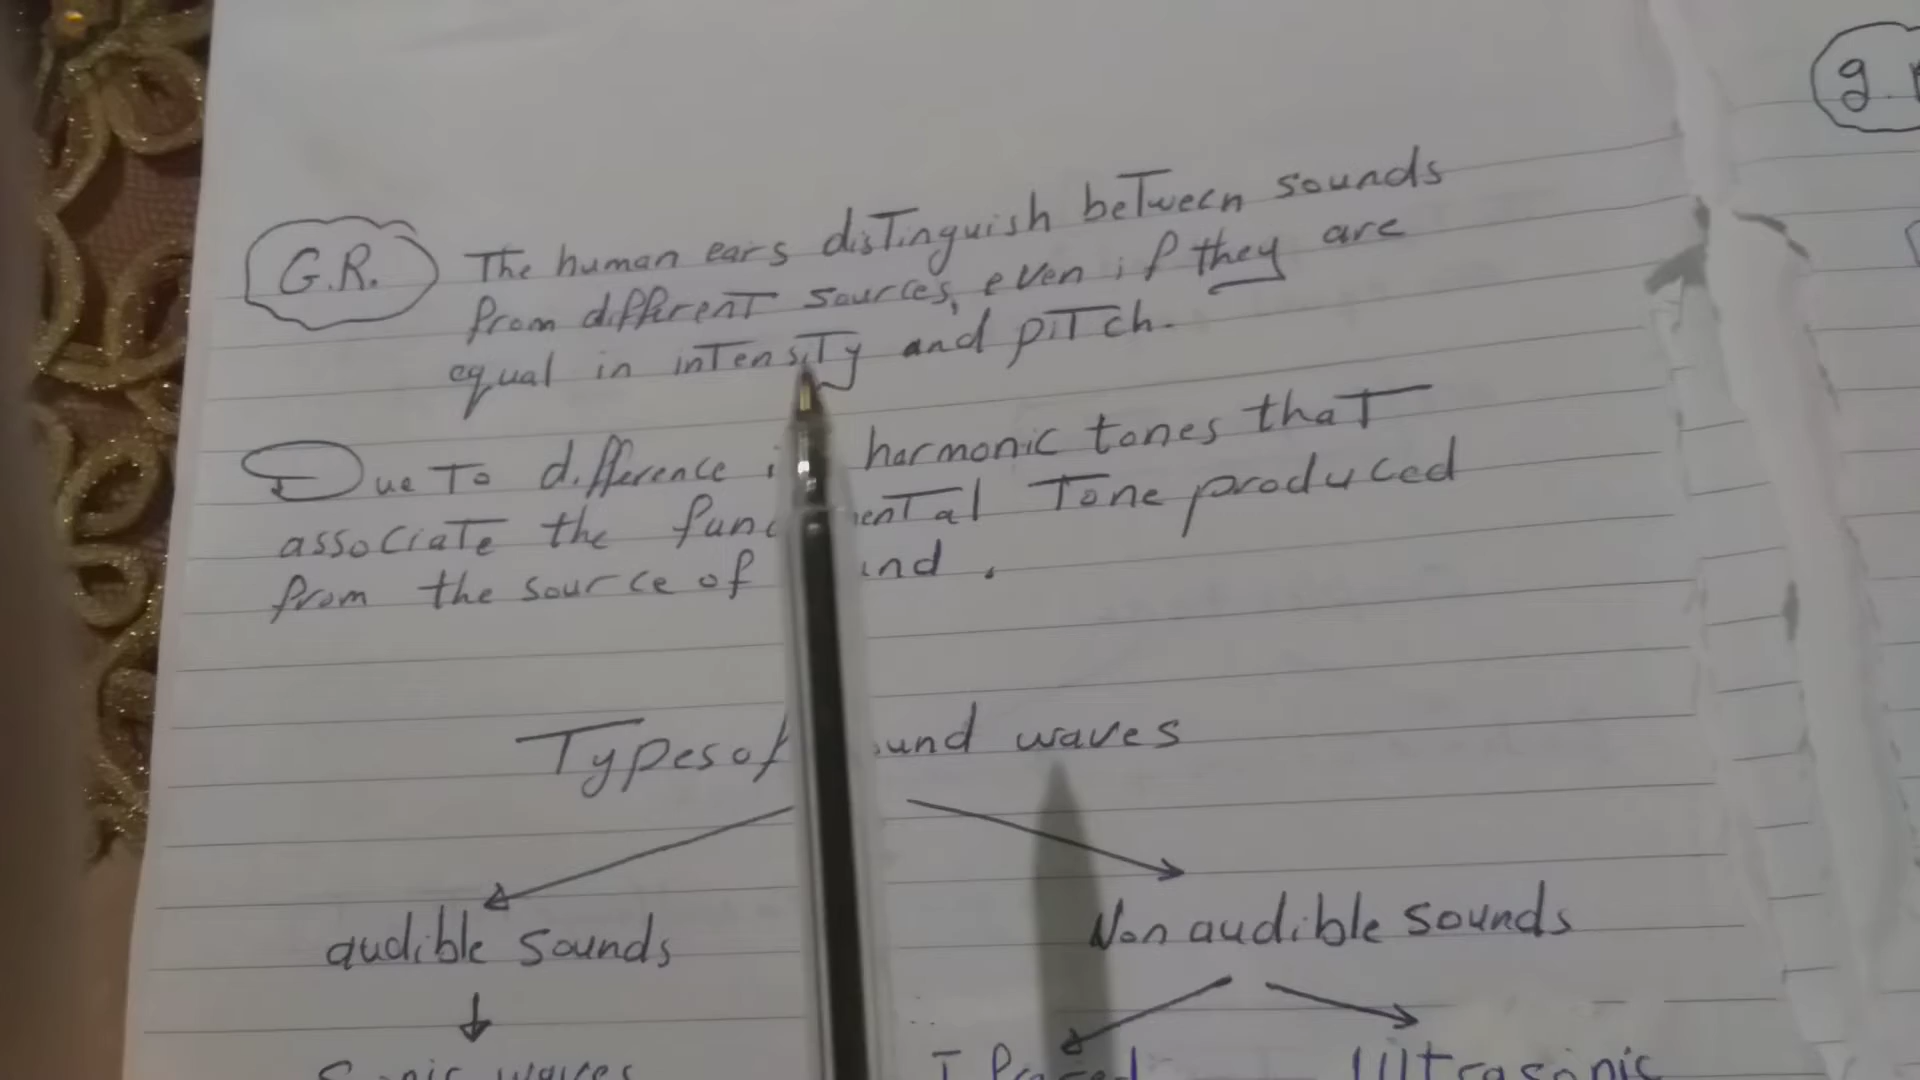 G.R. The human ears distinguish between sounds
from different sources, even if they are
equal in intensity and pitch.
Due To difference harmonic tones that
associate the Tone produced
from the source of
Types of waves
audible sounds
Non audible sounds
waves
Ultrasonic
g.